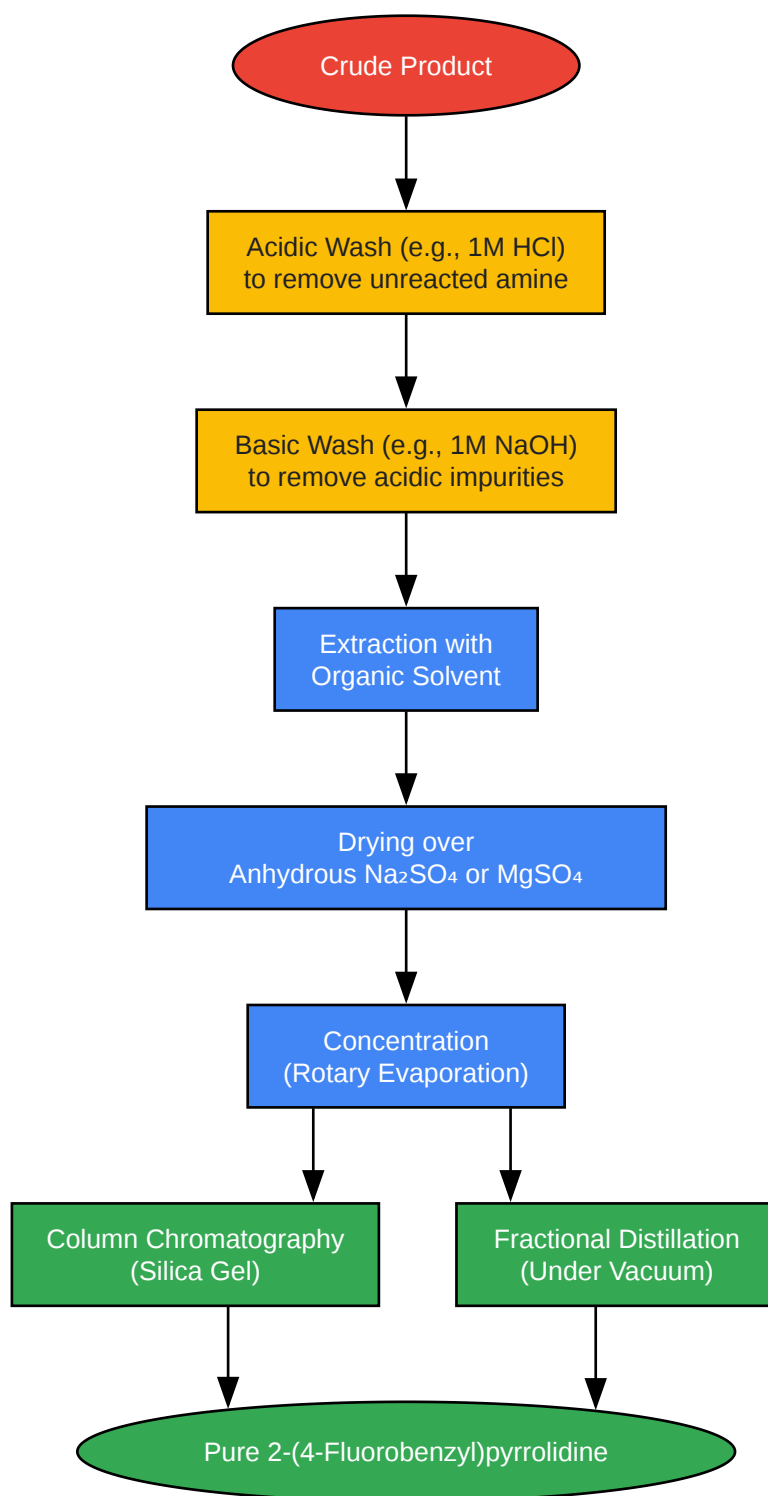 Crude Product
Acidic Wash (e.g., 1M HCl)
to remove unreacted amine
Basic Wash (e.g., 1M NaOH)
to remove acidic impurities
Extraction with
Organic Solvent
Drying over
Anhydrous Na₂SO₄ or MgSO₄
Concentration
(Rotary Evaporation)
Column Chromatography
(Silica Gel)
Fractional Distillation
(Under Vacuum)
Pure 2-(4-Fluorobenzyl)pyrrolidine